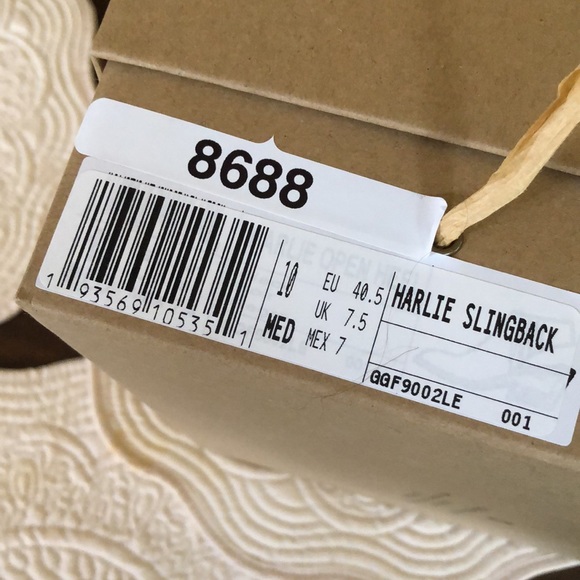 8688
10
MED
EU 40.5
UK 7.5
MEX 7
HARLIE SLINGBACK
GGF9002LE 001
1 93569 10535 1